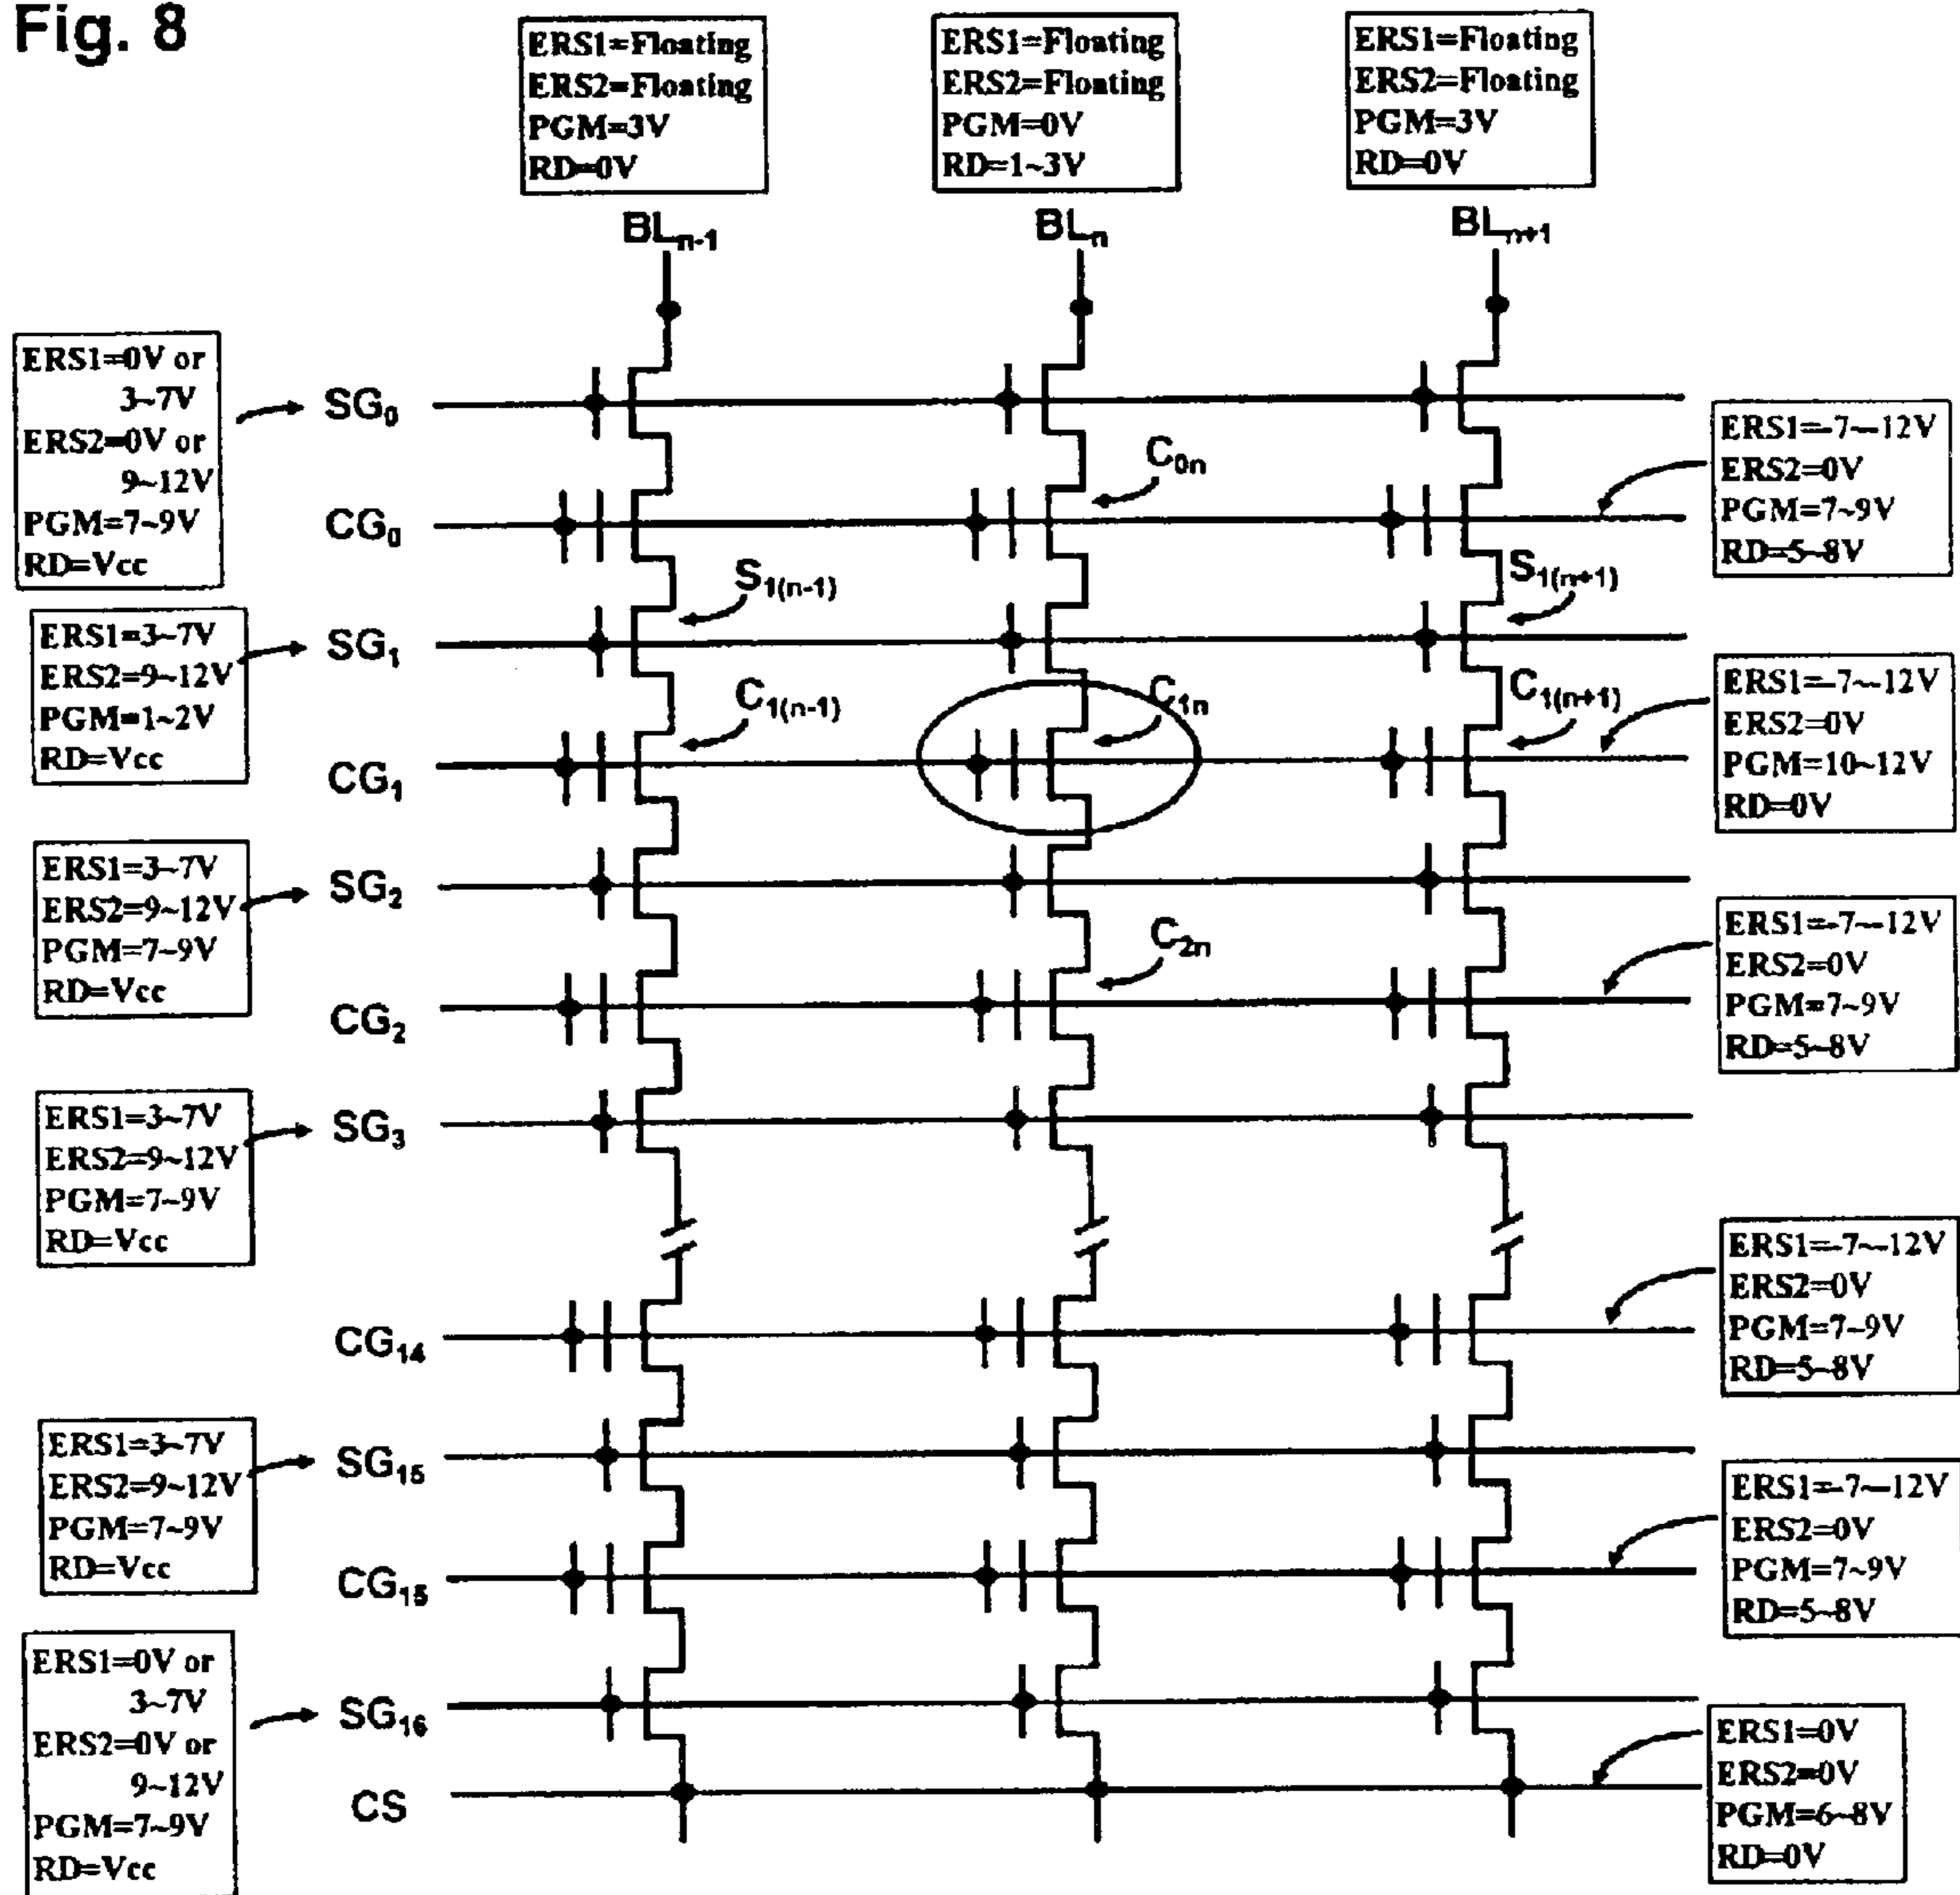 Fig. 8
ERS1=Floating
ERS2=Floating
PGM=3V
RD=0V
ERS1=Floating
ERS2=Floating
PGM=0V
RD=1~3V
ERS1=Floating
ERS2=Floating
PGM=3V
RD=0V
BLn-1
BLn
BLn+1
ERS1=0V or
3~7V
ERS2=0V or
9~12V
PGM=7~9V
RD=Vcc
SG0
ERS1=-7~-12V
ERS2=0V
PGM=7~9V
RD=5~8V
C0n
CG0
S1(n-1)
S1(n+1)
ERS1=3~7V
ERS2=9~12V
PGM=1~2V
RD=Vcc
SG1
ERS1=-7~-12V
ERS2=0V
PGM=10~12V
RD=0V
C1(n-1)
C1n
C1(n+1)
CG1
ERS1=3~7V
ERS2=9~12V
PGM=7~9V
RD=Vcc
SG2
ERS1=-7~-12V
ERS2=0V
PGM=7~9V
RD=5~8V
C2n
CG2
ERS1=3~7V
ERS2=9~12V
PGM=7~9V
RD=Vcc
SG3
ERS1=-7~-12V
ERS2=0V
PGM=7~9V
RD=5~8V
CG14
ERS1=3~7V
ERS2=9~12V
PGM=7~9V
RD=Vcc
SG15
ERS1=-7~-12V
ERS2=0V
PGM=7~9V
RD=5~8V
CG15
ERS1=0V or
3~7V
ERS2=0V or
9~12V
PGM=7~9V
RD=Vcc
SG16
ERS1=0V
ERS2=0V
PGM=6~8V
RD=0V
CS